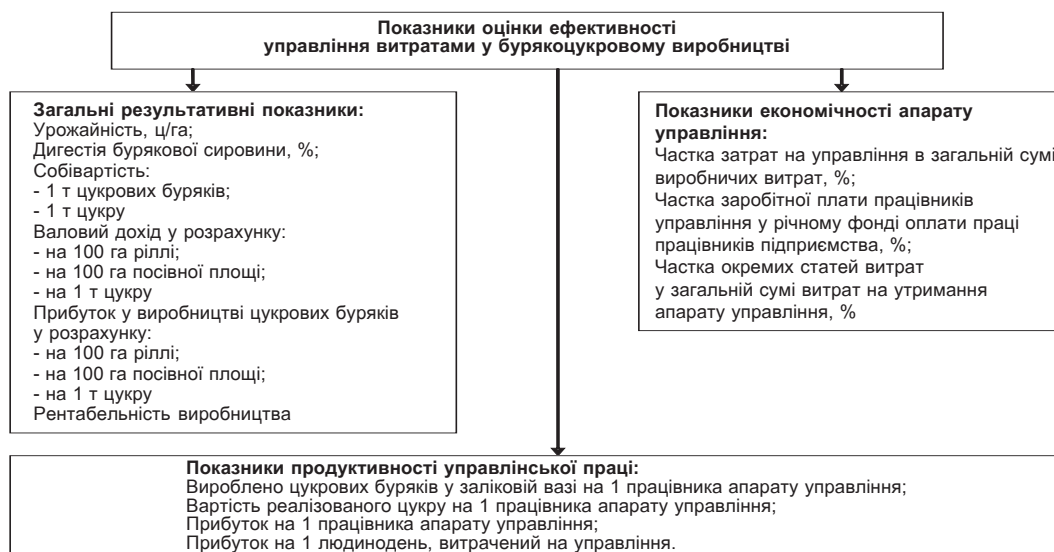 Показники оцінки ефективності
управління витратами у бурякоцукровому виробництві
Загальні результативні показники:
Урожайність, ц/га;
Дигестія бурякової сировини, %;
Собівартість:
- 1 т цукрових буряків;
- 1 т цукру
Валовий дохід у розрахунку:
- на 100 га ріллі;
- на 100 га посівної площі;
- на 1 т цукру
Прибуток у виробництві цукрових буряків
у розрахунку:
- на 100 га ріллі;
- на 100 га посівної площі;
- на 1 т цукру
Рентабельність виробництва
Показники економічності апарату
управління:
Частка затрат на управління в загальній сумі
виробничих витрат, %;
Частка заробітної плати працівників
управління у річному фонді оплати праці
працівників підприємства, %;
Частка окремих статей витрат
у загальній сумі витрат на утримання
апарату управління, %
Показники продуктивності управлінської праці:
Вироблено цукрових буряків у заліковій вазі на 1 працівника апарату управління;
Вартість реалізованого цукру на 1 працівника апарату управління;
Прибуток на 1 працівника апарату управління;
Прибуток на 1 людинодень, витрачений на управління.